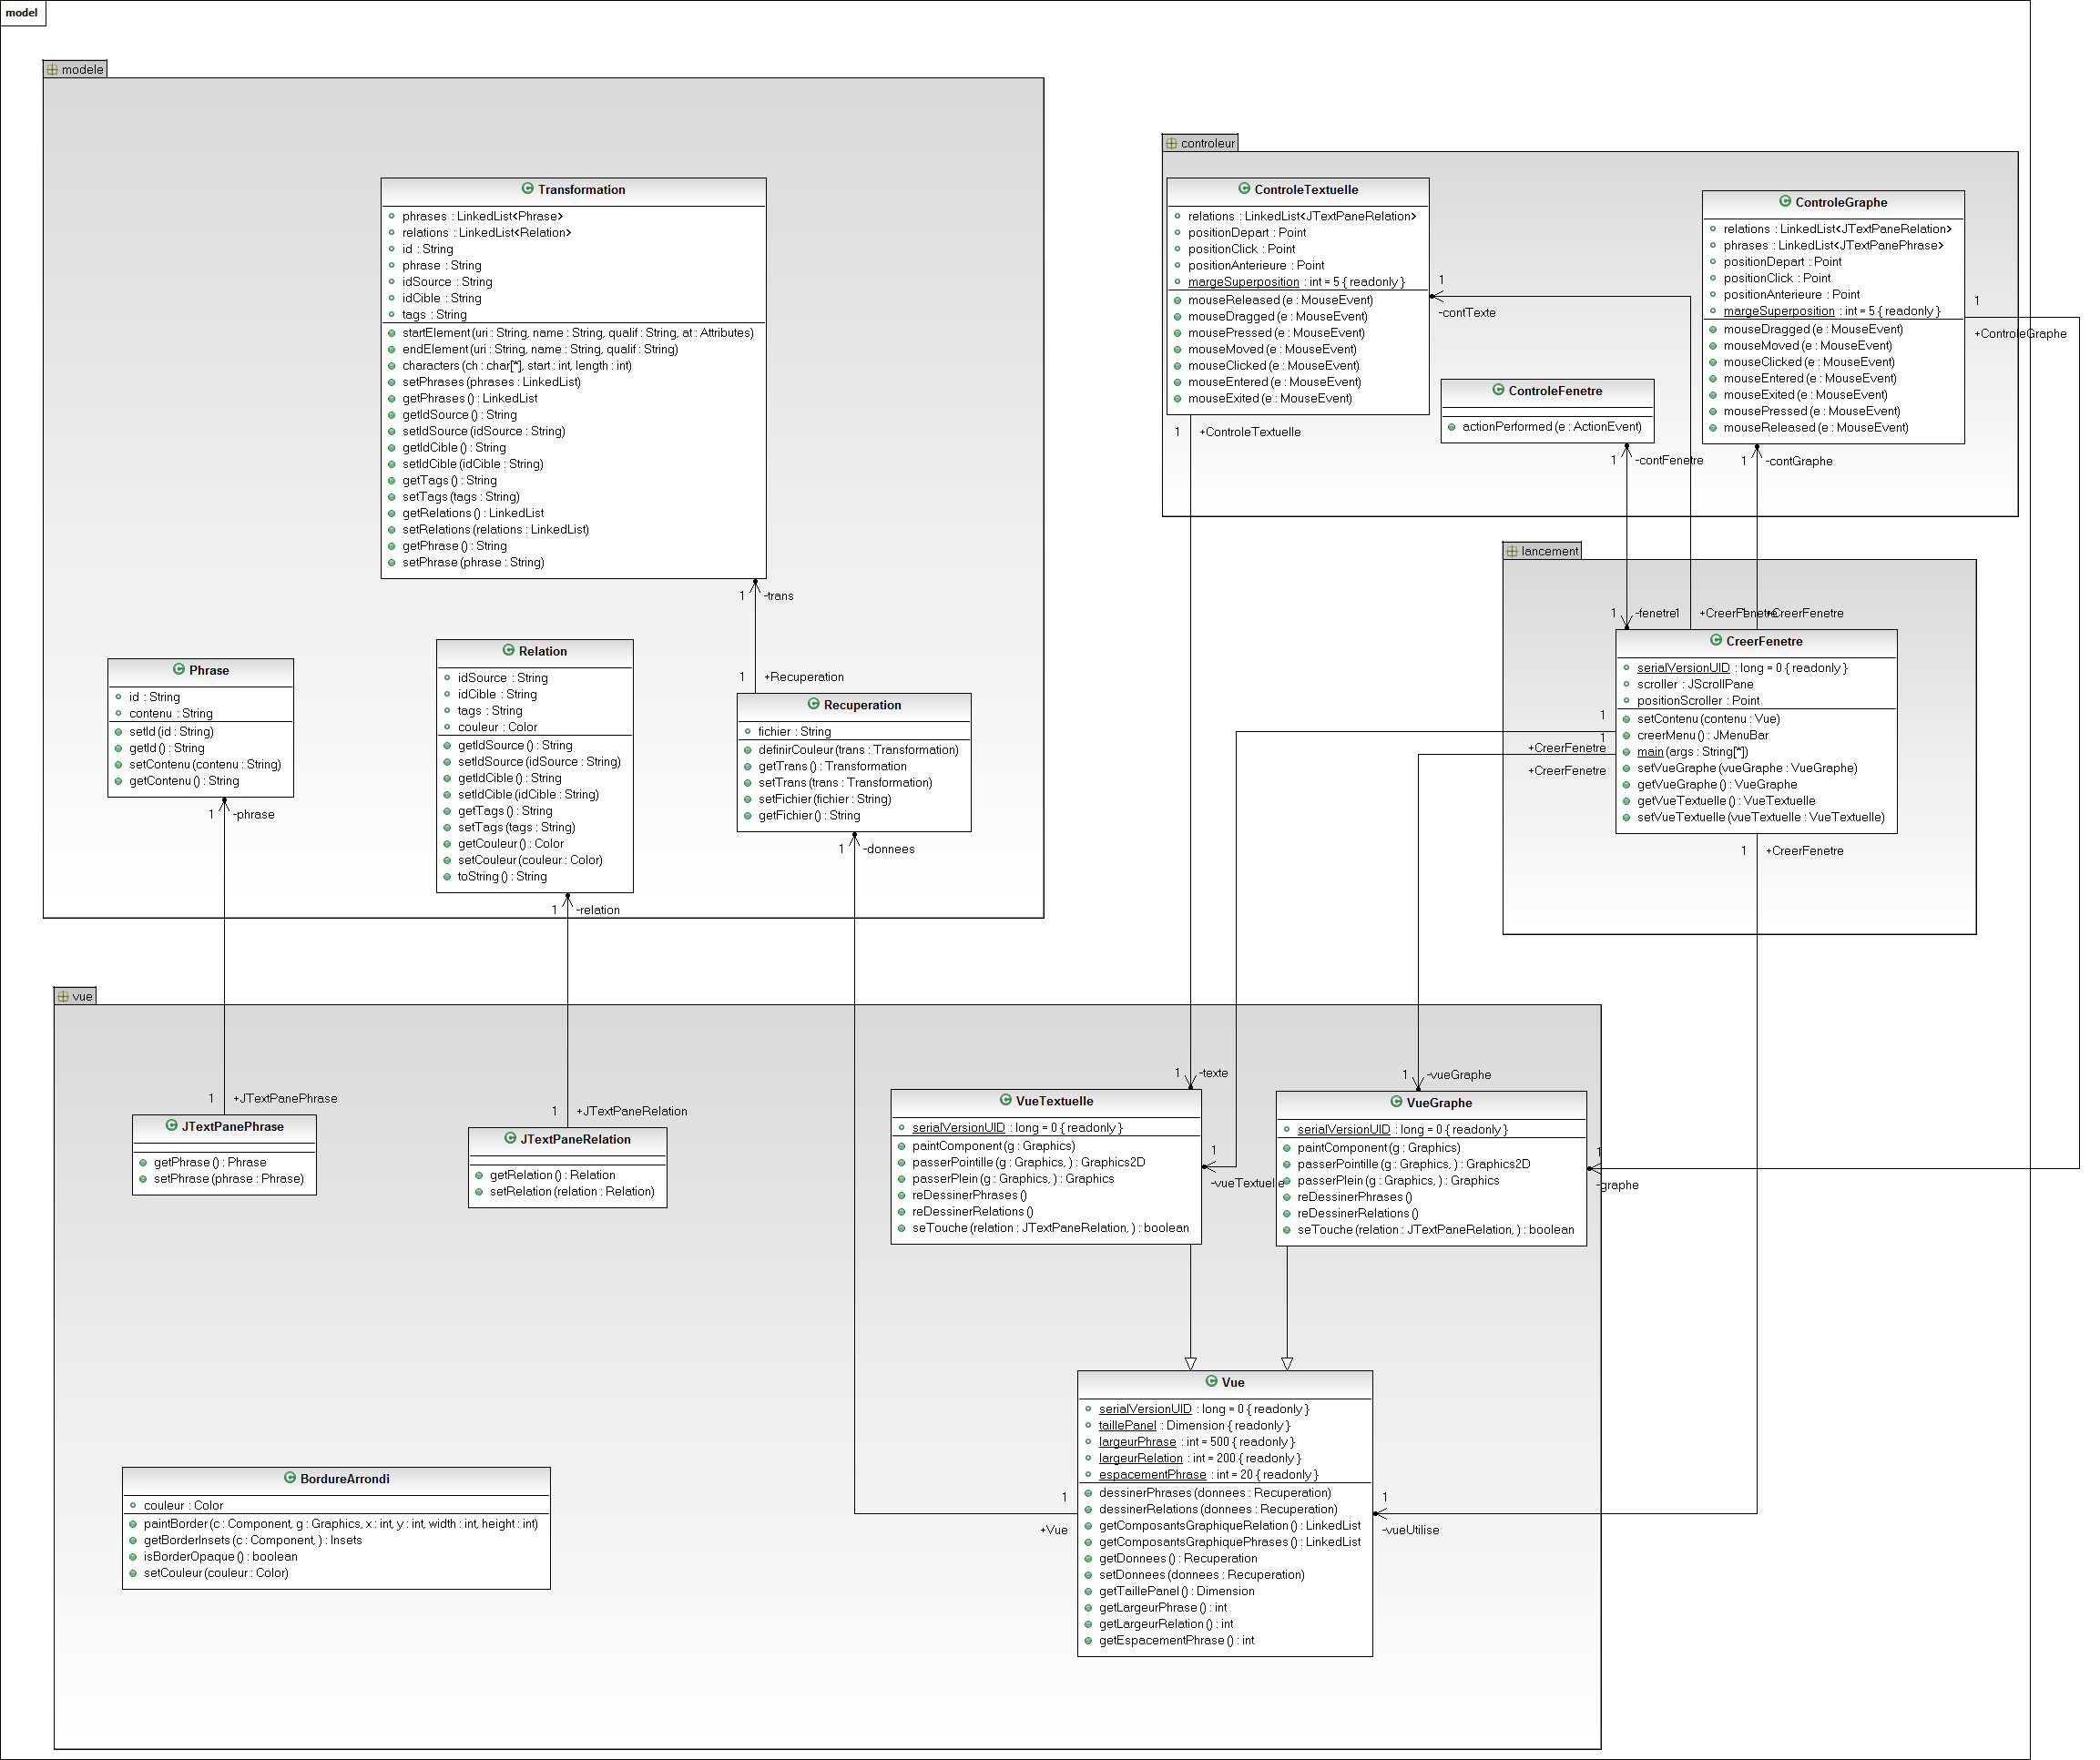 model
modele
Transformation
phrases : LinkedList<Phrase>
relations : LinkedList<Relation>
id : String
phrase : String
idSource : String
idCible : String
tags : String
startElement (uri : String, name : String, qualif : String, at : Attributes)
endElement (uri : String, name : String, qualif : String)
characters (ch : char[*], start : int, length : int)
setPhrases (phrases : LinkedList)
getPhrases () : LinkedList
getIdSource () : String
setIdSource (idSource : String)
getIdCible () : String
setIdCible (idCible : String)
getTags () : String
setTags (tags : String)
getRelations () : LinkedList
setRelations (relations : LinkedList)
getPhrase () : String
setPhrase (phrase : String)
1 -trans
1 +Recuperation
Phrase
id : String
contenu : String
setId (id : String)
getId () : String
setContenu (contenu : String)
getContenu () : String
1 -phrase
Relation
idSource : String
idCible : String
tags : String
couleur : Color
getIdSource () : String
setIdSource (idSource : String)
getIdCible () : String
setIdCible (idCible : String)
getTags () : String
setTags (tags : String)
getCouleur () : Color
setCouleur (couleur : Color)
toString () : String
1 -relation
Recuperation
fichier : String
definirCouleur (trans : Transformation)
getTrans () : Transformation
setTrans (trans : Transformation)
setFichier (fichier : String)
getFichier () : String
1 -donnees
controleur
ControleTextuelle
relations : LinkedList<JTextPaneRelation>
positionDepart : Point
positionClick : Point
positionAnterieure : Point
margeSuperposition : int = 5 { readonly }
mouseReleased (e : MouseEvent)
mouseDragged (e : MouseEvent)
mousePressed (e : MouseEvent)
mouseMoved (e : MouseEvent)
mouseClicked (e : MouseEvent)
mouseEntered (e : MouseEvent)
mouseExited (e : MouseEvent)
1 +ControleTextuelle
1
-contTexte
ControleFenetre
actionPerformed (e : ActionEvent)
1 -contFenetre
ControleGraphe
relations : LinkedList<JTextPaneRelation>
phrases : LinkedList<JTextPanePhrase>
positionDepart : Point
positionClick : Point
positionAnterieure : Point
margeSuperposition : int = 5 { readonly }
mouseDragged (e : MouseEvent)
mouseMoved (e : MouseEvent)
mouseClicked (e : MouseEvent)
mouseEntered (e : MouseEvent)
mouseExited (e : MouseEvent)
mousePressed (e : MouseEvent)
mouseReleased (e : MouseEvent)
1 -contGraphe
1
+ControleGraphe
lancement
1 -fenetre
1 +CreerFenetre
1 +CreerFenetre
CreerFenetre
serialVersionUID : long = 0 { readonly }
scroller : JScrollPane
positionScroller : Point
setContenu (contenu : Vue)
creerMenu () : JMenuBar
main (args : String[*])
setVueGraphe (vueGraphe : VueGraphe)
getVueGraphe () : VueGraphe
getVueTextuelle () : VueTextuelle
setVueTextuelle (vueTextuelle : VueTextuelle)
1
+CreerFenetre
1
+CreerFenetre
1 +CreerFenetre
vue
1 +JTextPanePhrase
JTextPanePhrase
getPhrase () : Phrase
setPhrase (phrase : Phrase)
1 +JTextPaneRelation
JTextPaneRelation
getRelation () : Relation
setRelation (relation : Relation)
1 -texte
VueTextuelle
serialVersionUID : long = 0 { readonly }
paintComponent (g : Graphics)
passerPointille (g : Graphics, ) : Graphics2D
passerPlein (g : Graphics, ) : Graphics
reDessinerPhrases ()
reDessinerRelations ()
seTouche (relation : JTextPaneRelation, ) : boolean
1
-vueTextuelle
1 -vueGraphe
VueGraphe
serialVersionUID : long = 0 { readonly }
paintComponent (g : Graphics)
passerPointille (g : Graphics, ) : Graphics2D
passerPlein (g : Graphics, ) : Graphics
reDessinerPhrases ()
reDessinerRelations ()
seTouche (relation : JTextPaneRelation, ) : boolean
1
-graphe
Vue
serialVersionUID : long = 0 { readonly }
taillePanel : Dimension { readonly }
largeurPhrase : int = 500 { readonly }
largeurRelation : int = 200 { readonly }
espacementPhrase : int = 20 { readonly }
dessinerPhrases (donnees : Recuperation)
dessinerRelations (donnees : Recuperation)
getComposantsGraphiqueRelation () : LinkedList
getComposantsGraphiquePhrases () : LinkedList
getDonnees () : Recuperation
setDonnees (donnees : Recuperation)
getTaillePanel () : Dimension
getLargeurPhrase () : int
getLargeurRelation () : int
getEspacementPhrase () : int
1
+Vue
1
-vueUtilise
BordureArrondi
couleur : Color
paintBorder (c : Component, g : Graphics, x : int, y : int, width : int, height : int)
getBorderInsets (c : Component, ) : Insets
isBorderOpaque () : boolean
setCouleur (couleur : Color)